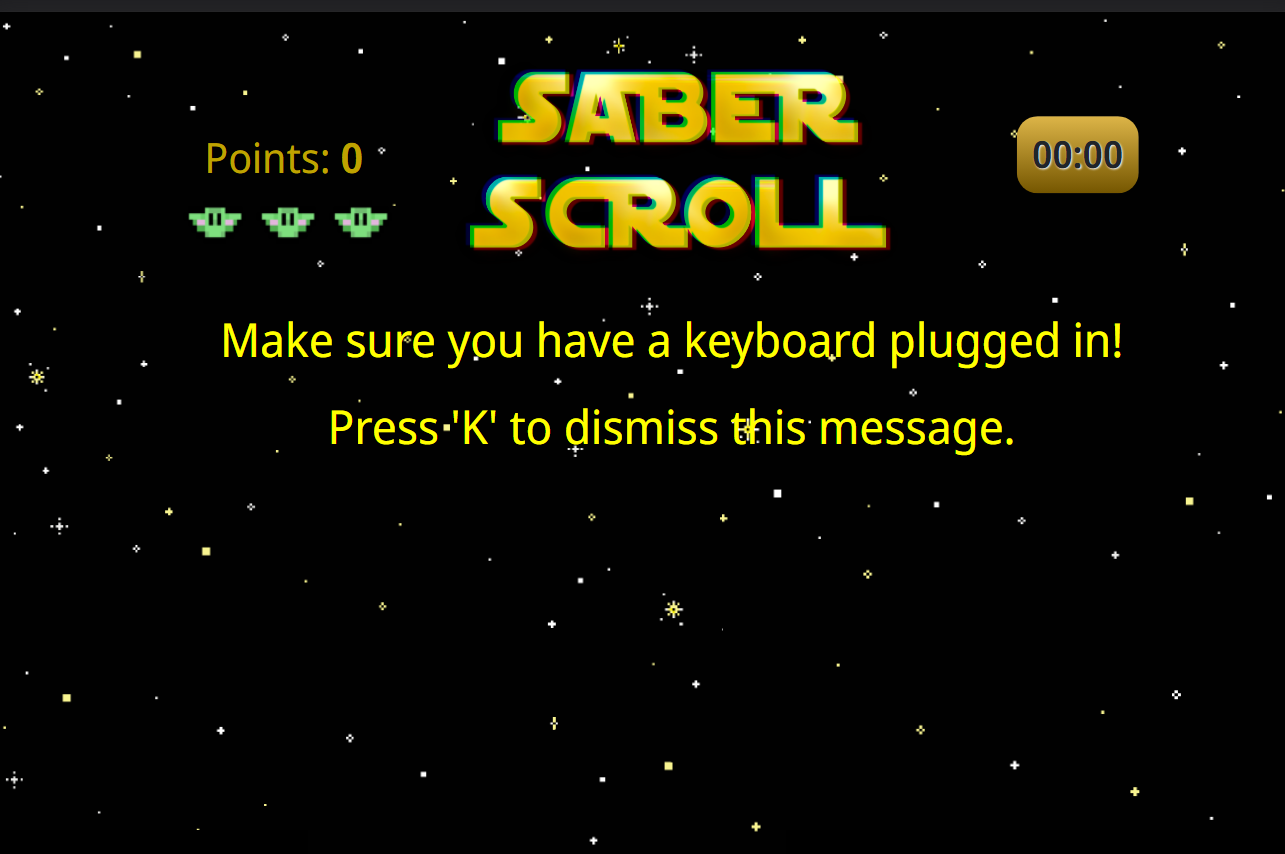 SABER
SCROLL
Points: 0
00:00
Make sure you have a keyboard plugged in!
Press 'K' to dismiss this message.